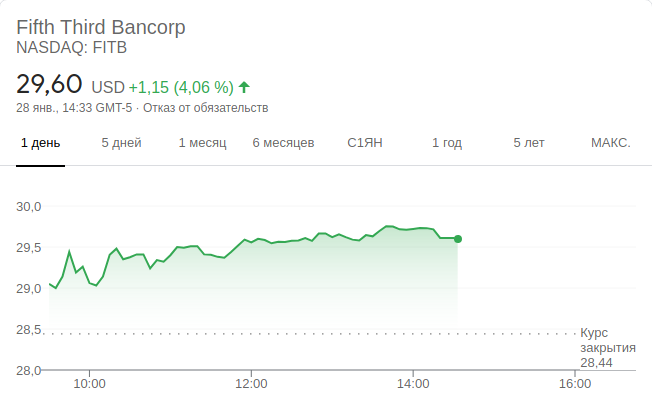 Fifth Third Bancorp
NASDAQ: FITB
29,60 USD +1,15 (4,06 %)
28 янв., 14:33 GMT-5 · Отказ от обязательств
1 день 5 дней 1 месяц 6 месяцев С1ЯН 1 год 5 лет МАКС.
30,0
29,5
29,0
28,5
Курс
закрытия
28,44
28,0
10:00 12:00 14:00 16:00